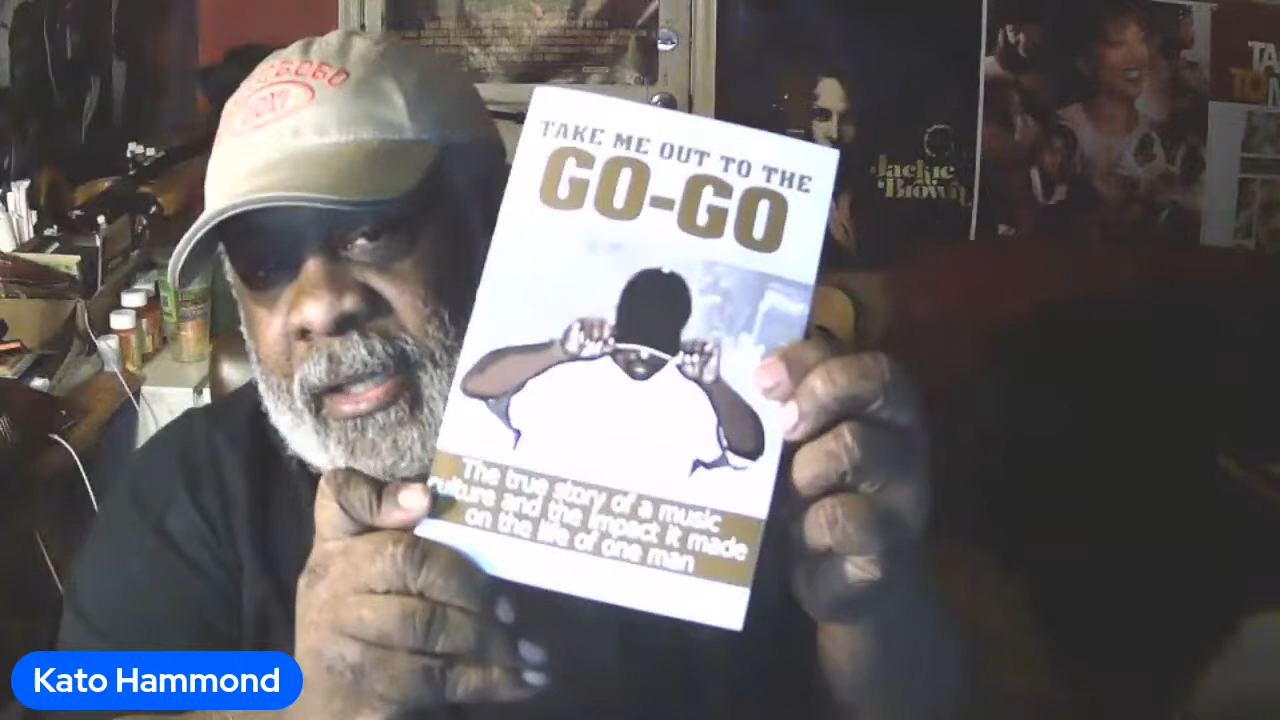 TAKE ME OUT TO THE
GO-GO
The true story of a music
culture and the impact it made
on the life of one man
Jackie
Brown
Kato Hammond